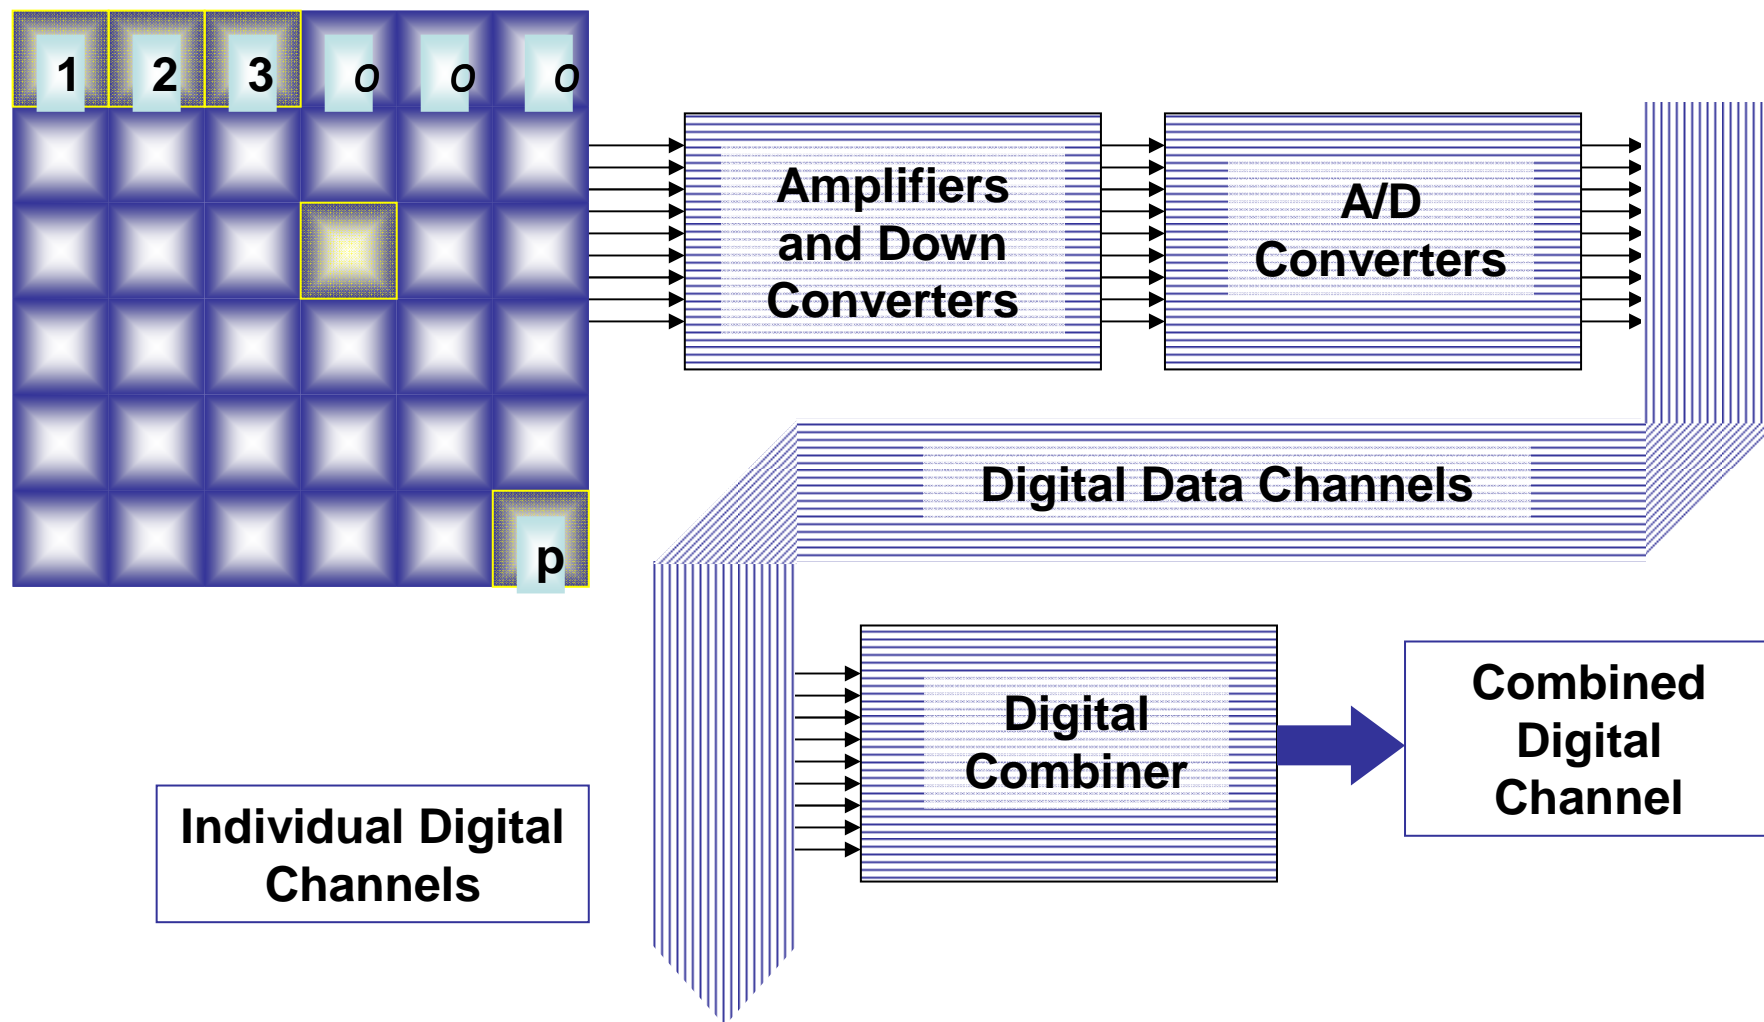 1 2 3 o o o
Amplifiers
and Down
Converters
A/D
Converters
Digital Data Channels
p
Digital
Combiner
Combined
Digital
Channel
Individual Digital
Channels